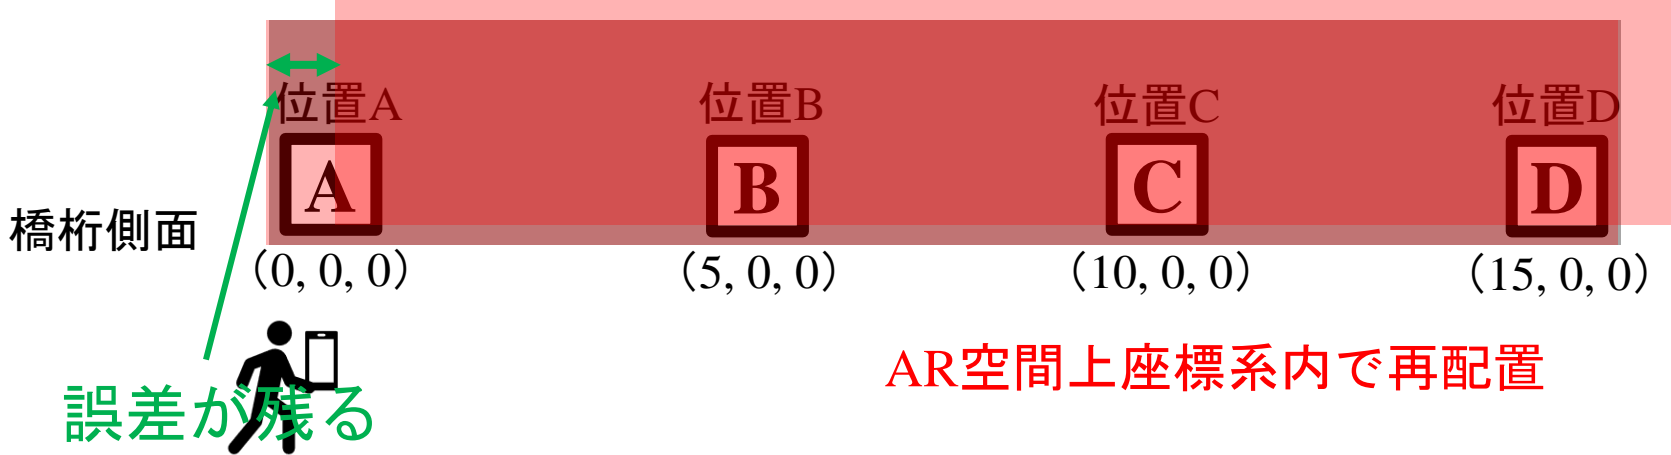 位置A
位置B
位置C
位置D
A
B
C
D
橋桁側面
（0, 0, 0）
（5, 0, 0）
（10, 0, 0）
（15, 0, 0）
AR空間上座標系内で再配置
誤差が残る